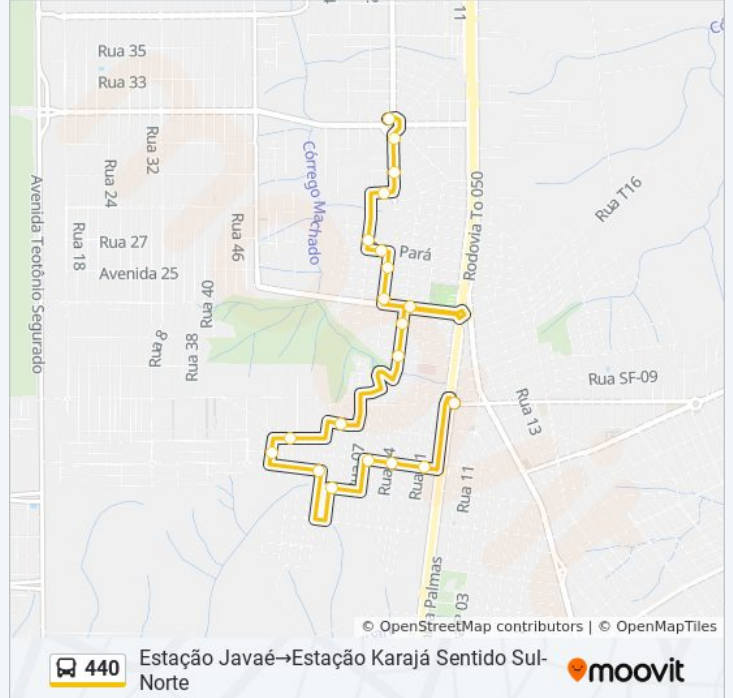 11
Rua 35
Rua 33
Rua 32
Córrego Machado
Rua 24
Avenida Teotônio Segurado
Rodovia TO 050
Rua T16
Rua 18
Rua 27
Rua 46
Pará
Avenida 25
Rua 40
Rua 8
Rua 38
Rua SF-09
Rua 13
Rua 11
Palmas
03
© OpenStreetMap contributors | © OpenMapTiles
440
Estação Javaé→Estação Karajá Sentido Sul-
Norte
moovit